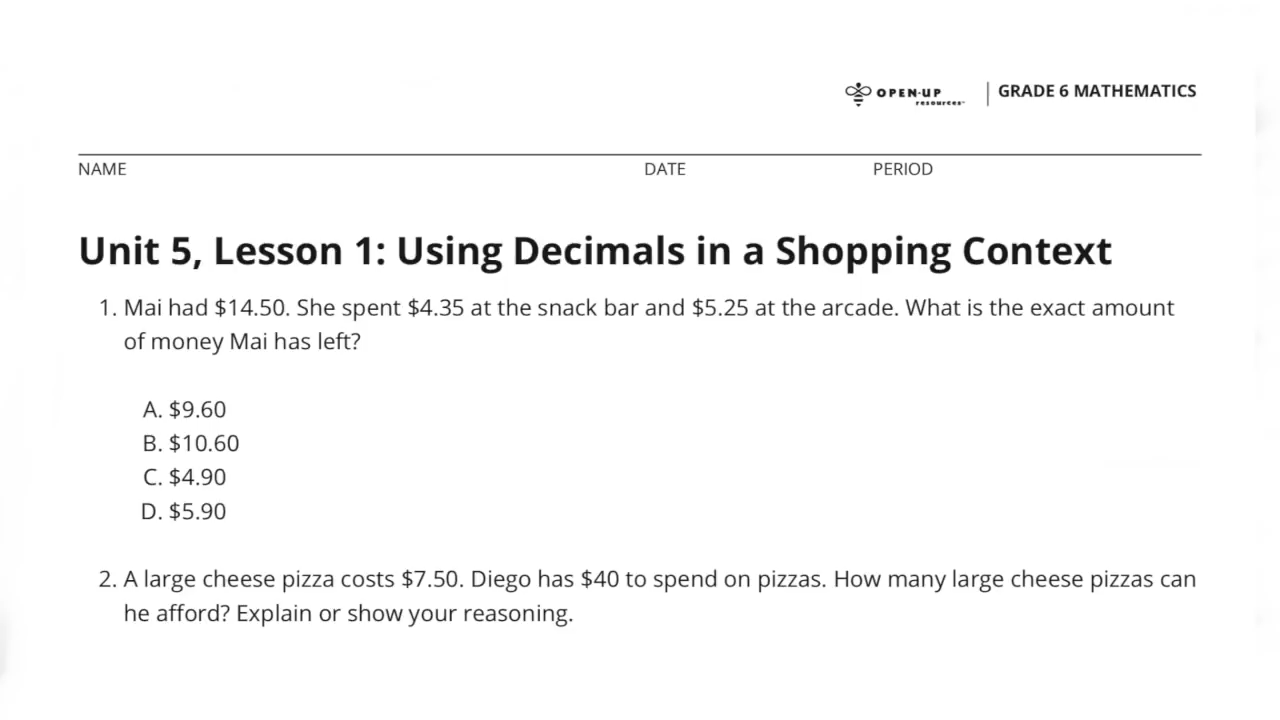 OPEN-UP
resources
GRADE 6 MATHEMATICS
NAME DATE PERIOD
Unit 5, Lesson 1: Using Decimals in a Shopping Context
1. Mai had $14.50. She spent $4.35 at the snack bar and $5.25 at the arcade. What is the exact amount
of money Mai has left?
A. $9.60
B. $10.60
C. $4.90
D. $5.90
2. A large cheese pizza costs $7.50. Diego has $40 to spend on pizzas. How many large cheese pizzas can
he afford? Explain or show your reasoning.